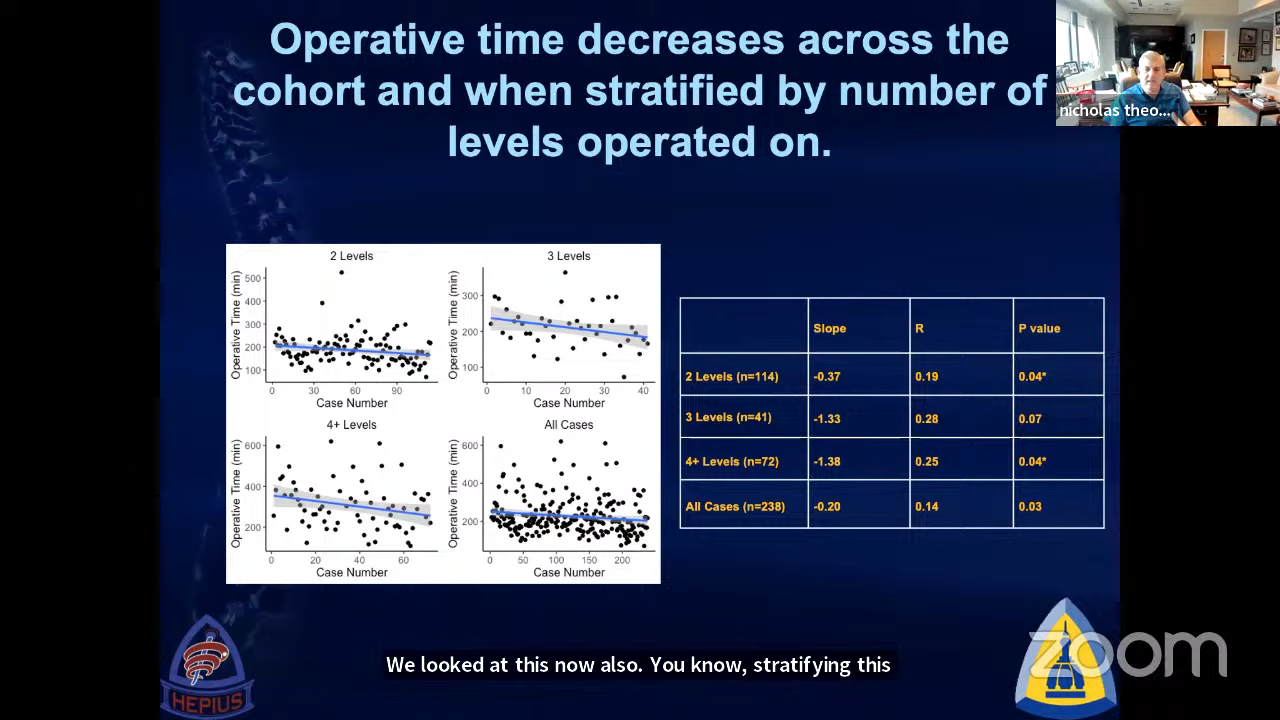 Operative time decreases across the
cohort and when stratified by number of
levels operated on.
nicholas theo...
2 Levels
Operative Time (min)
500
400
300
200
100
0 30 60 90
Case Number
3 Levels
Operative Time (min)
300
200
100
0 10 20 30 40
Case Number
4+ Levels
Operative Time (min)
600
400
200
0 20 40 60
Case Number
All Cases
Operative Time (min)
600
400
200
0 50 100 150 200
Case Number
Slope R P value
2 Levels (n=114) -0.37 0.19 0.04*
3 Levels (n=41) -1.33 0.28 0.07
4+ Levels (n=72) -1.38 0.25 0.04*
All Cases (n=238) -0.20 0.14 0.03
We looked at this now also. You know, stratifying this
HEPIUS
zoom